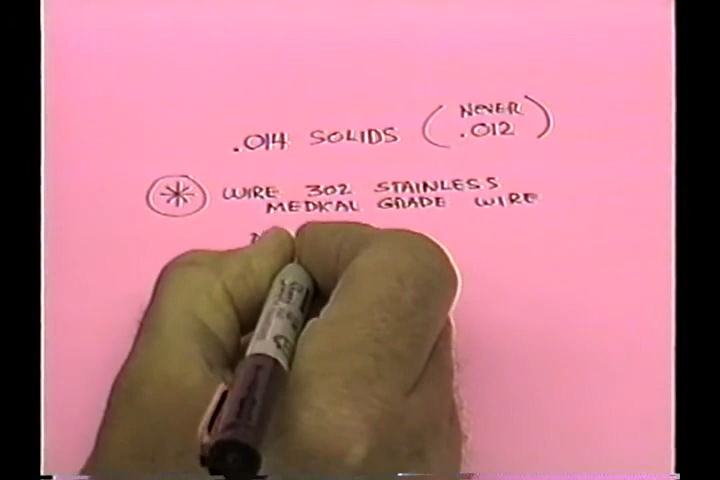 .014 SOLIDS ( NEVER
.012 )
WIRE 302 STAINLESS
MEDICAL GRADE WIRE